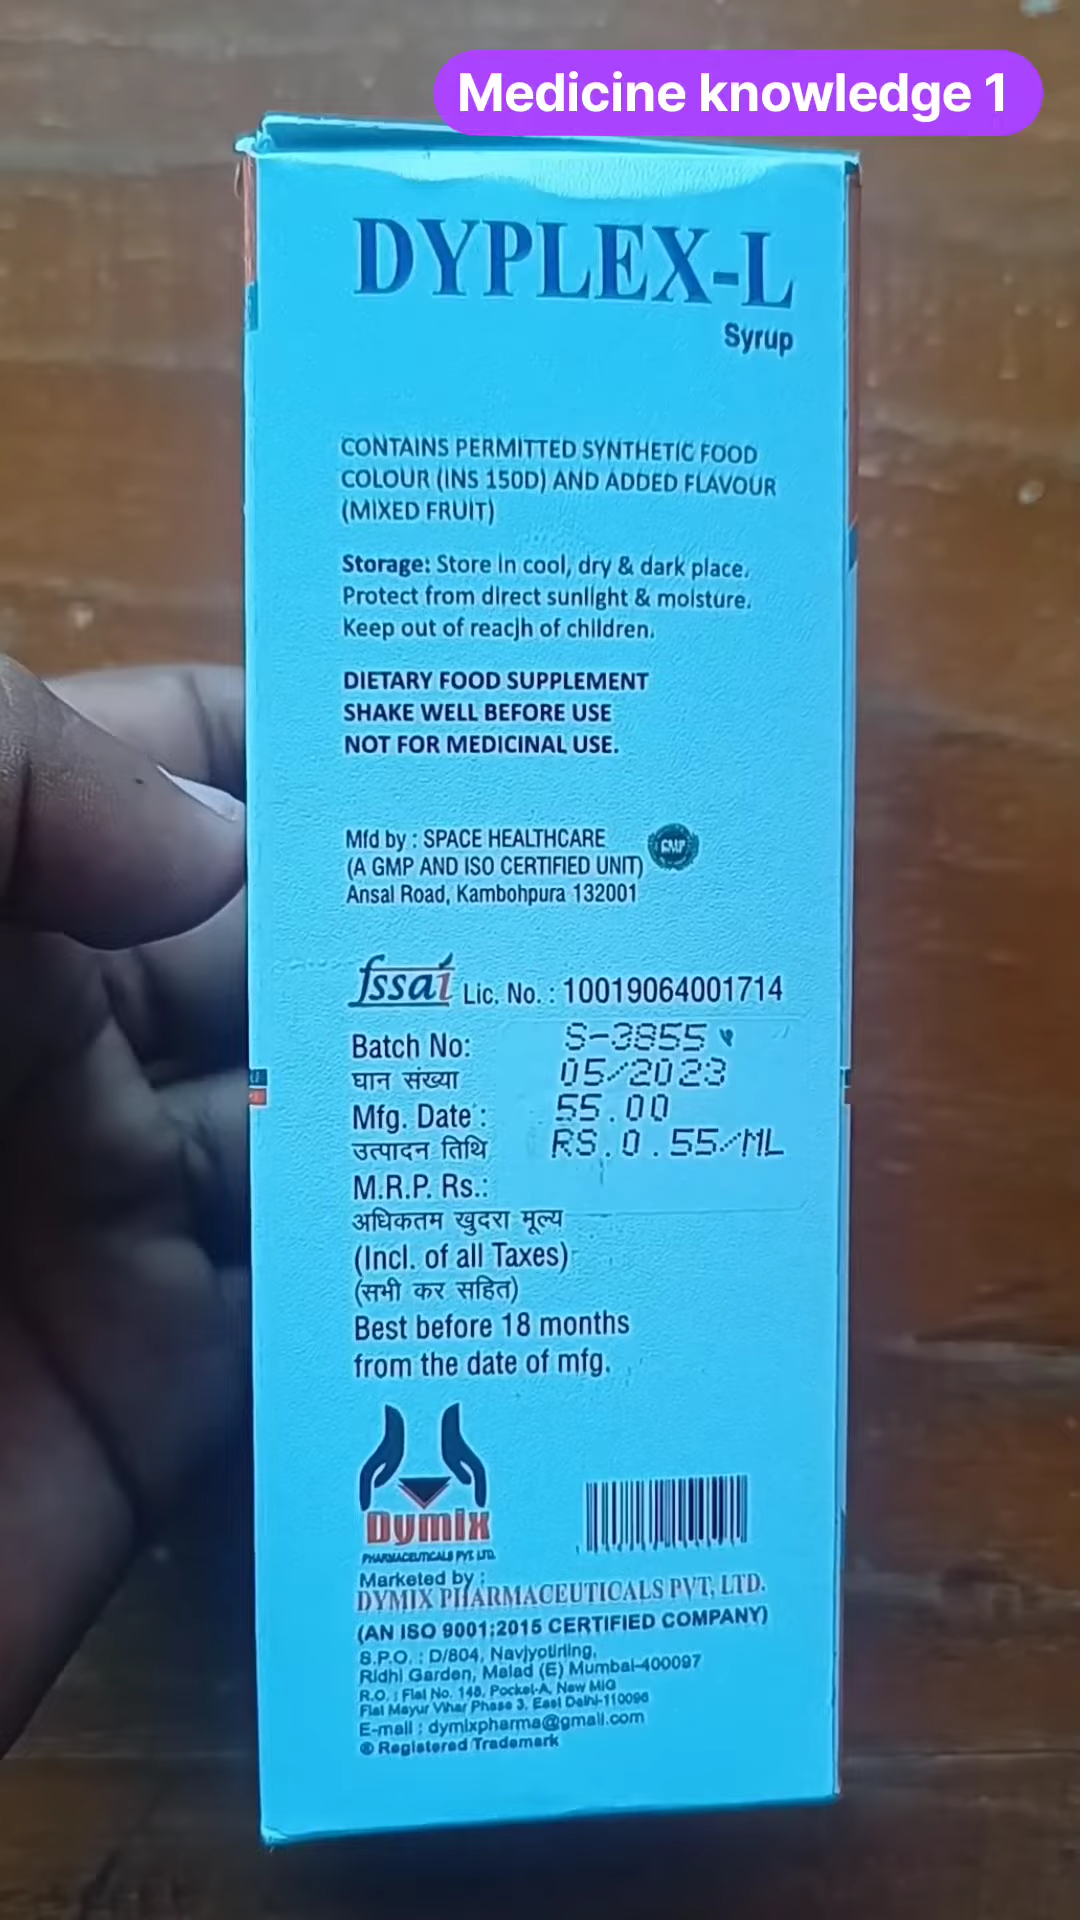 Medicine knowledge 1
DYPLEX-L
Syrup
CONTAINS PERMITTED SYNTHETIC FOOD
COLOUR (INS 150D) AND ADDED FLAVOUR
(MIXED FRUIT)
Storage: Store in cool, dry & dark place.
Protect from direct sunlight & moisture.
Keep out of reacjh of children.
DIETARY FOOD SUPPLEMENT
SHAKE WELL BEFORE USE
NOT FOR MEDICINAL USE.
Mfd by : SPACE HEALTHCARE
(A GMP AND ISO CERTIFIED UNIT)
GMP
Ansal Road, Kambohpura 132001
fssai Lic. No. : 10019064001714
Batch No: S-3855
घान संख्या 05/2023
Mfg. Date : 55.00
उत्पादन तिथि RS.0.55/ML
M.R.P. Rs.:
अधिकतम खुदरा मूल्य
(Incl. of all Taxes)
(सभी कर सहित)
Best before 18 months
from the date of mfg.
Dymix
PHARMACEUTICALS PVT. LTD.
Marketed by :
DYMIX PHARMACEUTICALS PVT, LTD.
(AN ISO 9001:2015 CERTIFIED COMPANY)
S.P.O. : D/804, Navjyotirling,
Ridhi Garden, Malad (E) Mumbai-400097
R.O. : Flat No. 148, Pocket-A, New MIG
Flat Mayur Vihar Phase 3, East Delhi-110096
E-mail : dymixpharma@gmail.com
® Registered Trademark